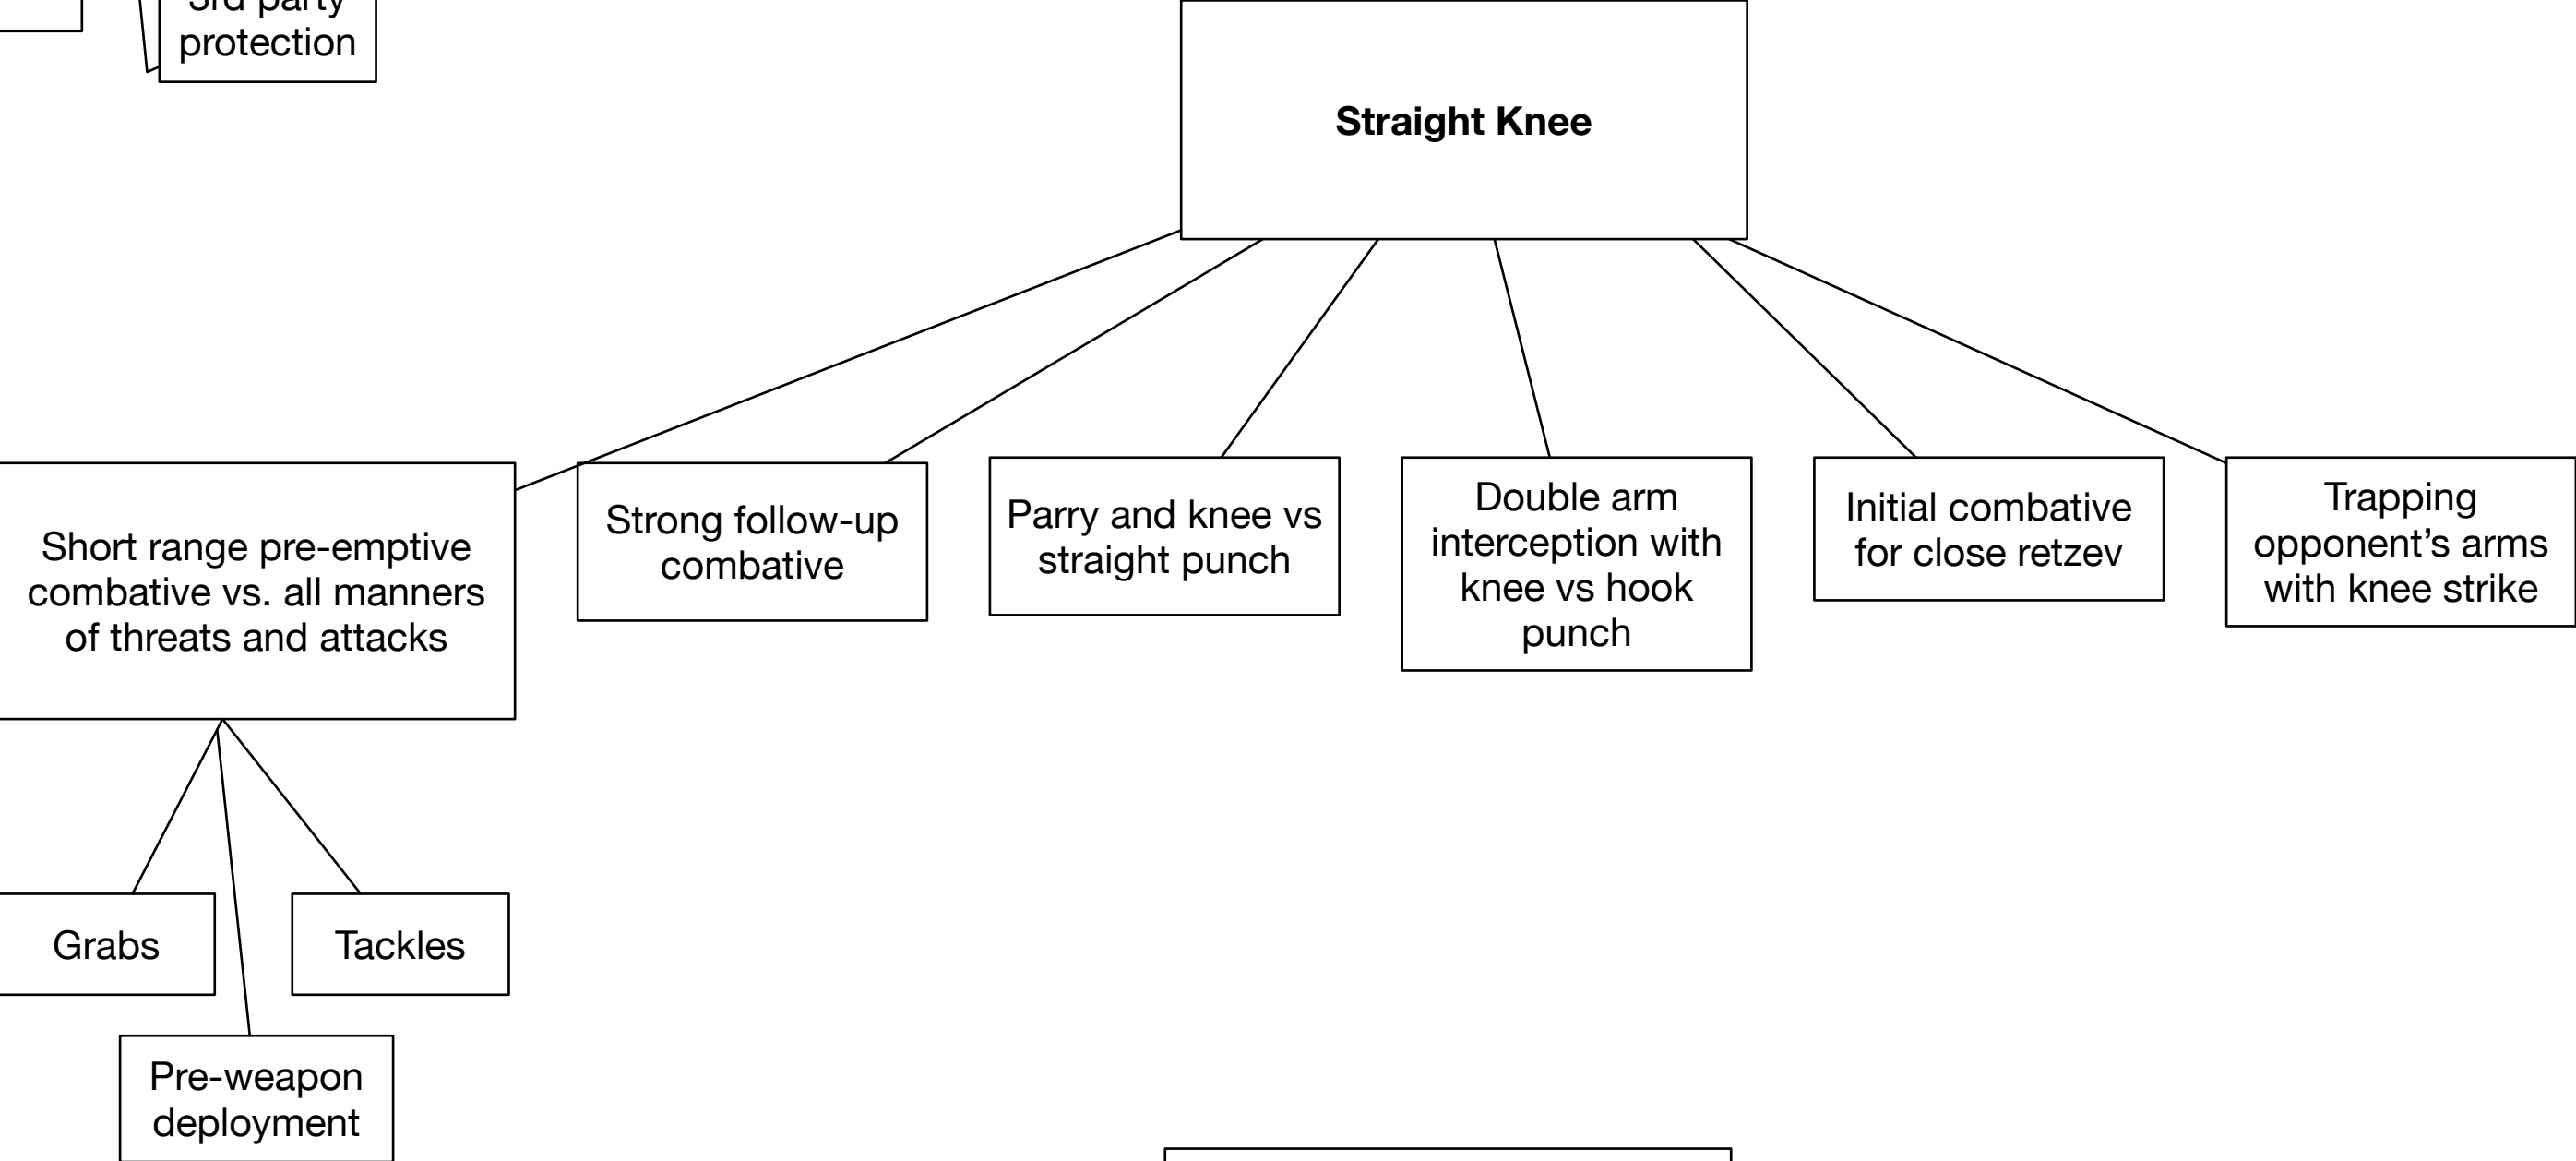 3rd party
protection
Straight Knee
Short range pre-emptive
combative vs. all manners
of threats and attacks
Strong follow-up
combative
Parry and knee vs
straight punch
Double arm
interception with
knee vs hook
punch
Initial combative
for close retzev
Trapping
opponent’s arms
with knee strike
Grabs
Tackles
Pre-weapon
deployment